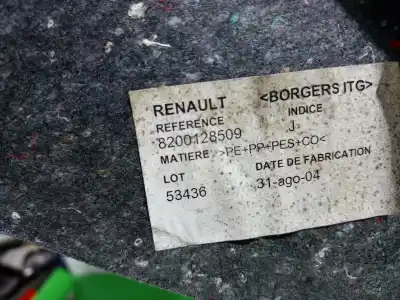 RENAULT <BORGERS ITG>
REFERENCE INDICE
8200128509 J
MATIERE >PE+PP+PES+CO<
LOT DATE DE FABRICATION
53436 31-ago-04